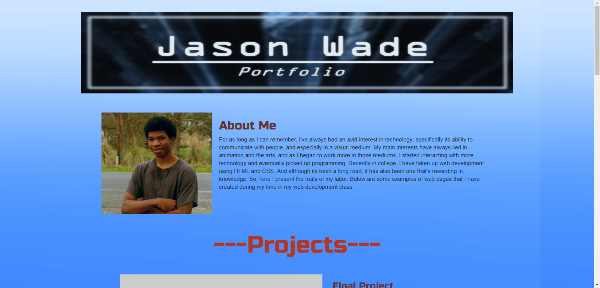 Jason Wade
Portfolio
About Me
For as long as I can remember, I've always had an avid interest in technology; specifically its ability to
communicate with people, and especially in a visual medium. My main interests have always lied in
animation and the arts, and as I began to work more in those mediums, I started interacting with more
technology and eventually picked up programming. Recently in college, I have taken up web development
using HTML and CSS. And although its been a long road, it has also been one that's rewarding in
knowledge. So, here I present the fruits of my labor. Below are some examples of web pages that I have
created during my time in my web development class.
---Projects---
Final Project